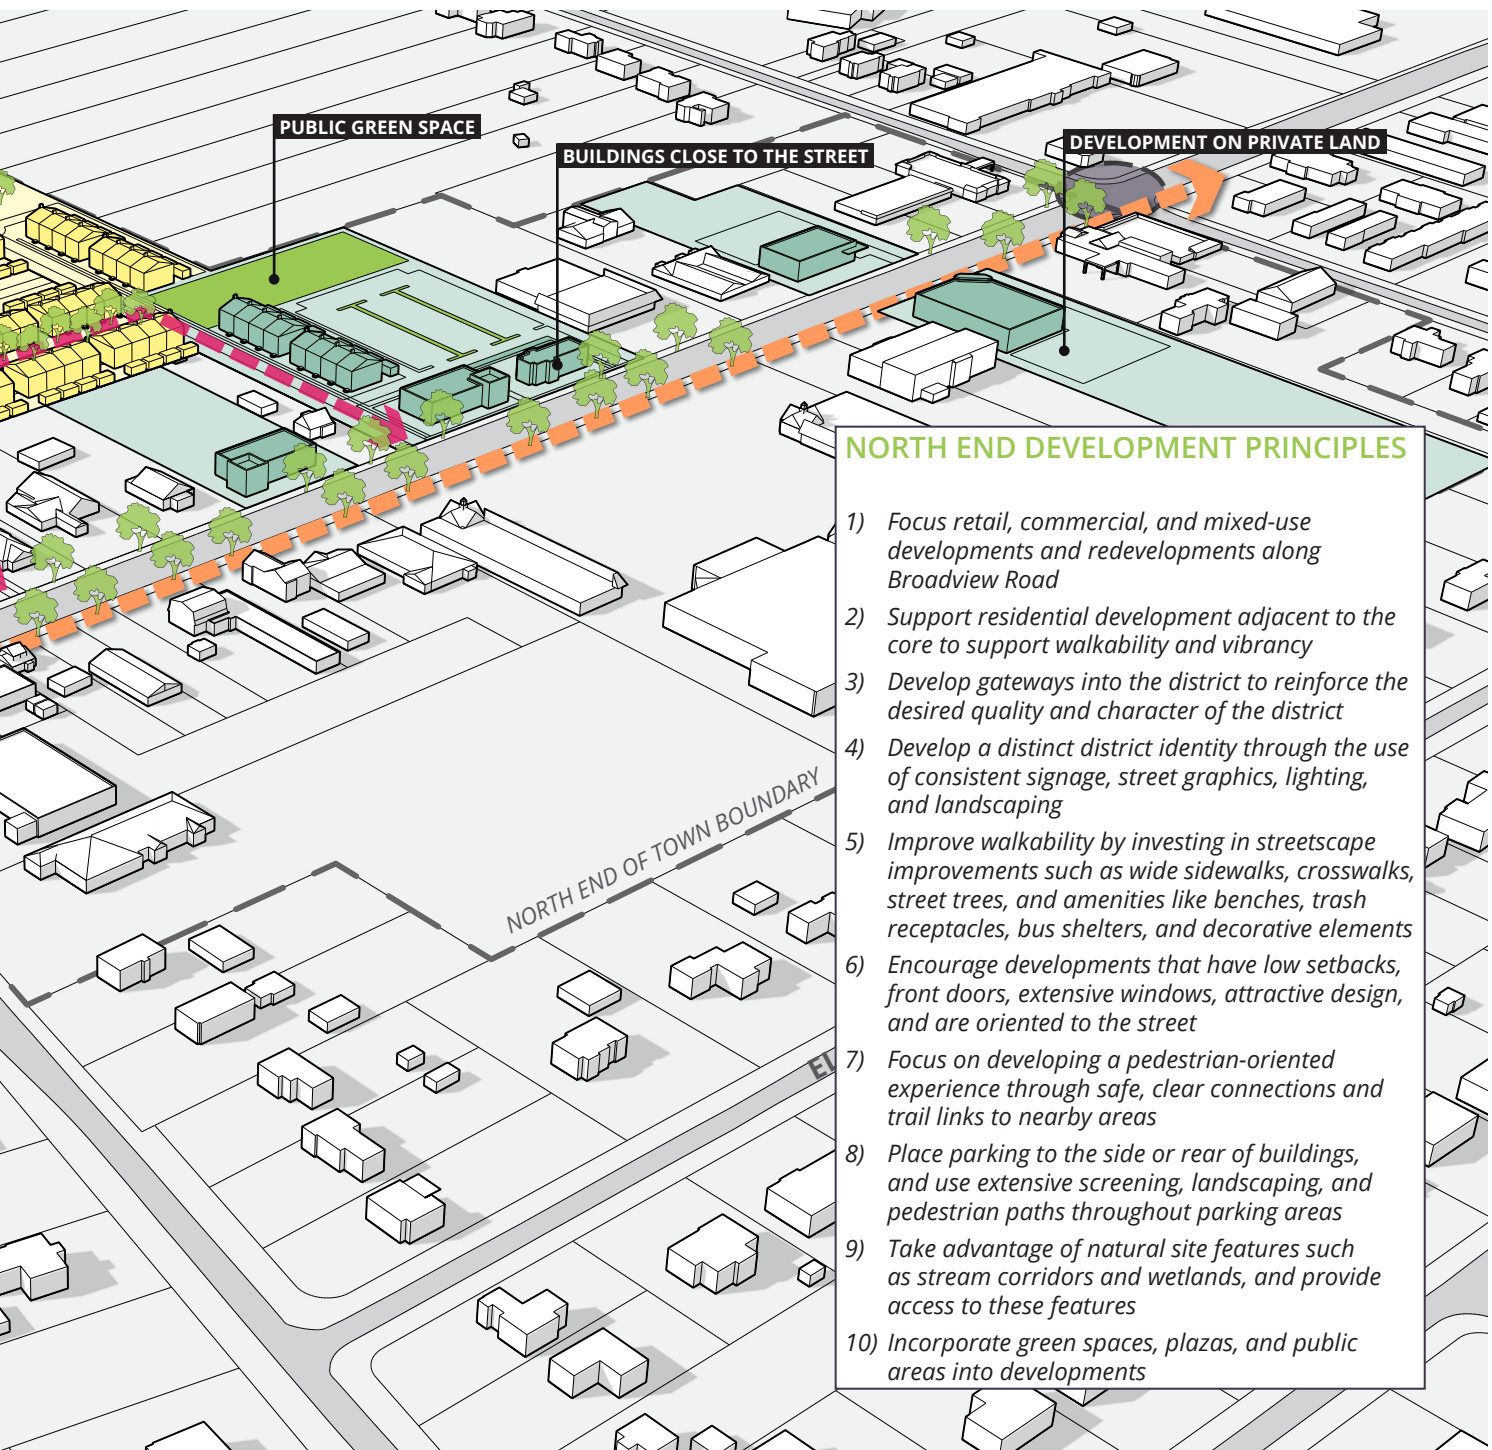 PUBLIC GREEN SPACE
BUILDINGS CLOSE TO THE STREET
DEVELOPMENT ON PRIVATE LAND
NORTH END DEVELOPMENT PRINCIPLES
1) Focus retail, commercial, and mixed-use
developments and redevelopments along
Broadview Road
2) Support residential development adjacent to the
core to support walkability and vibrancy
3) Develop gateways into the district to reinforce the
desired quality and character of the district
4) Develop a distinct district identity through the use
of consistent signage, street graphics, lighting,
and landscaping
5) Improve walkability by investing in streetscape
improvements such as wide sidewalks, crosswalks,
street trees, and amenities like benches, trash
receptacles, bus shelters, and decorative elements
6) Encourage developments that have low setbacks,
front doors, extensive windows, attractive design,
and are oriented to the street
7) Focus on developing a pedestrian-oriented
experience through safe, clear connections and
trail links to nearby areas
8) Place parking to the side or rear of buildings,
and use extensive screening, landscaping, and
pedestrian paths throughout parking areas
9) Take advantage of natural site features such
as stream corridors and wetlands, and provide
access to these features
10) Incorporate green spaces, plazas, and public
areas into developments
NORTH END OF TOWN BOUNDARY